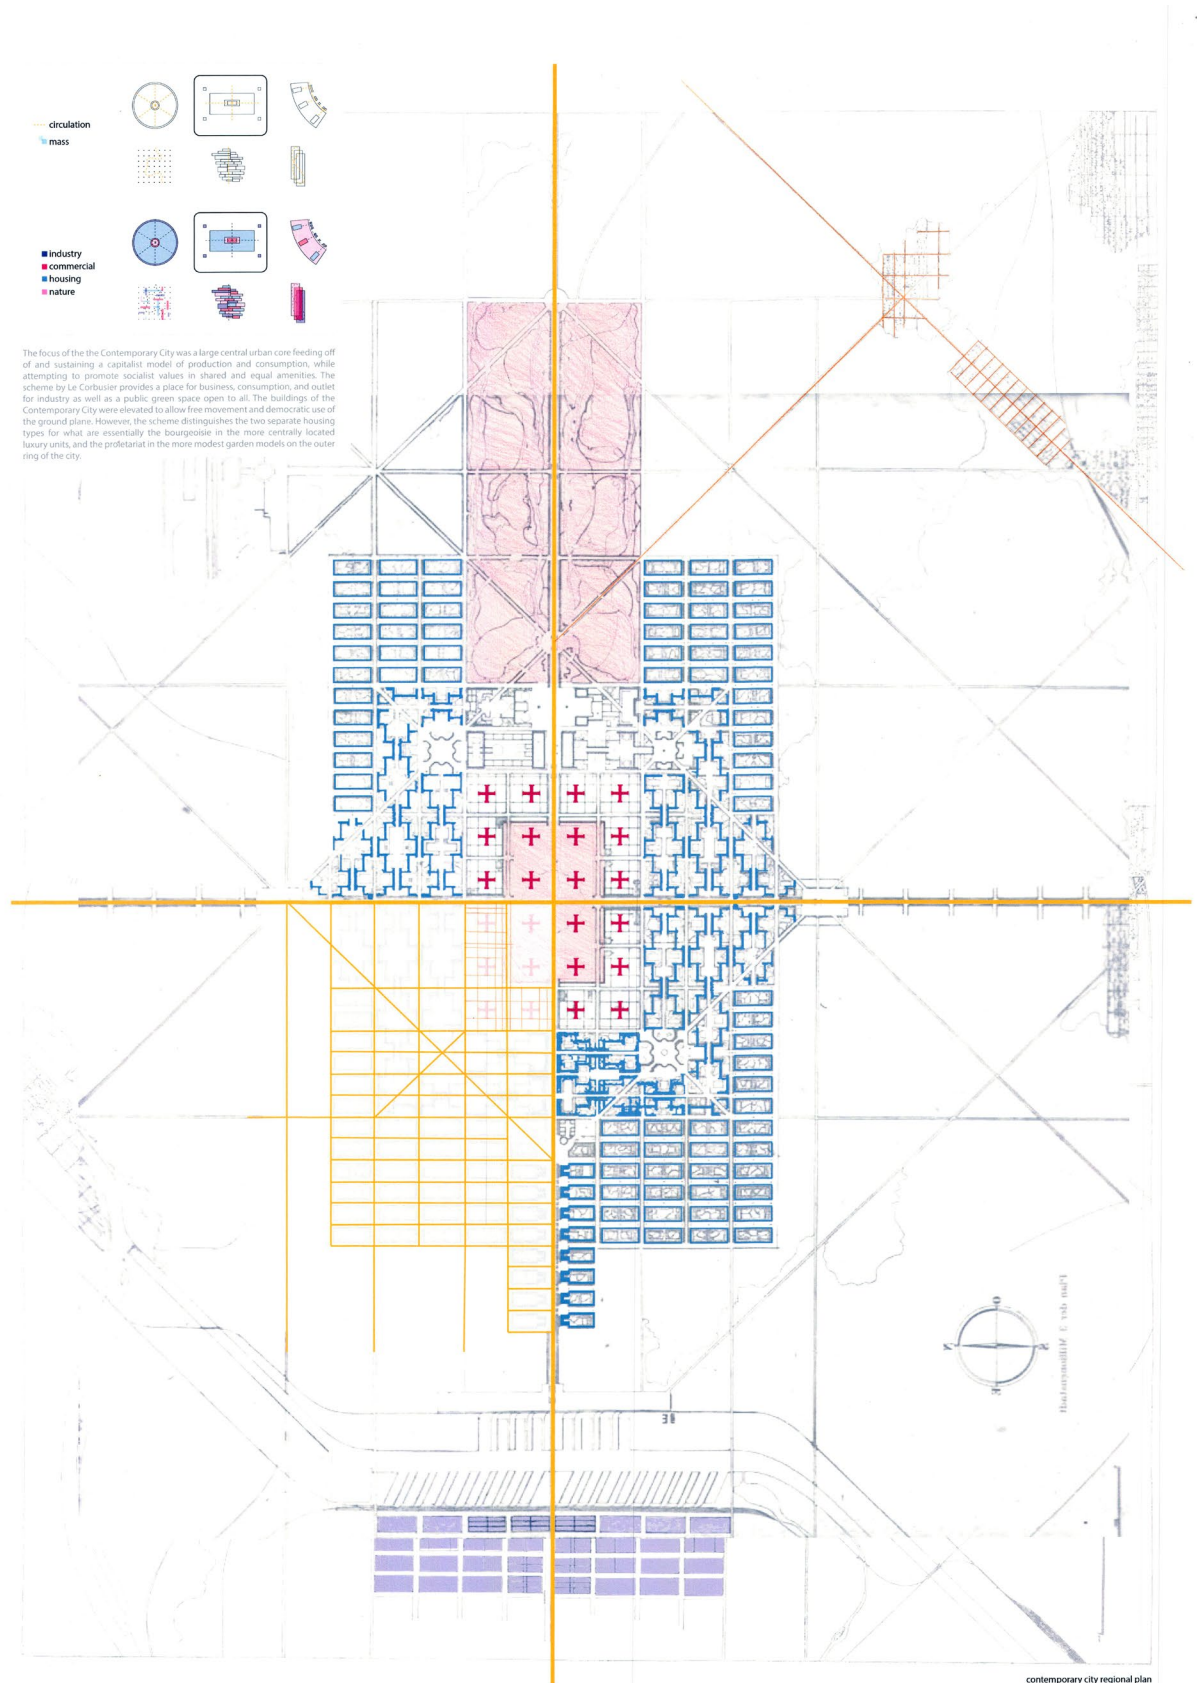 circulation
mass
industry
commercial
housing
nature
The focus of the the Contemporary City was a large central urban core feeding off
of and sustaining a capitalist model of production and consumption, while
attempting to promote socialist values in shared and equal amenities. The
scheme by Le Corbusier provides a place for business, consumption, and outlet
for industry as well as a public green space open to all. The buildings of the
Contemporary City were elevated to allow free movement and democratic use of
the ground plane. However, the scheme distinguishes the two separate housing
types for what are essentially the bourgeoisie in the more centrally located
luxury units, and the proletariat in the more modest garden models on the outer
ring of the city.
Plan der 3 Millionenstadt
contemporary city regional plan